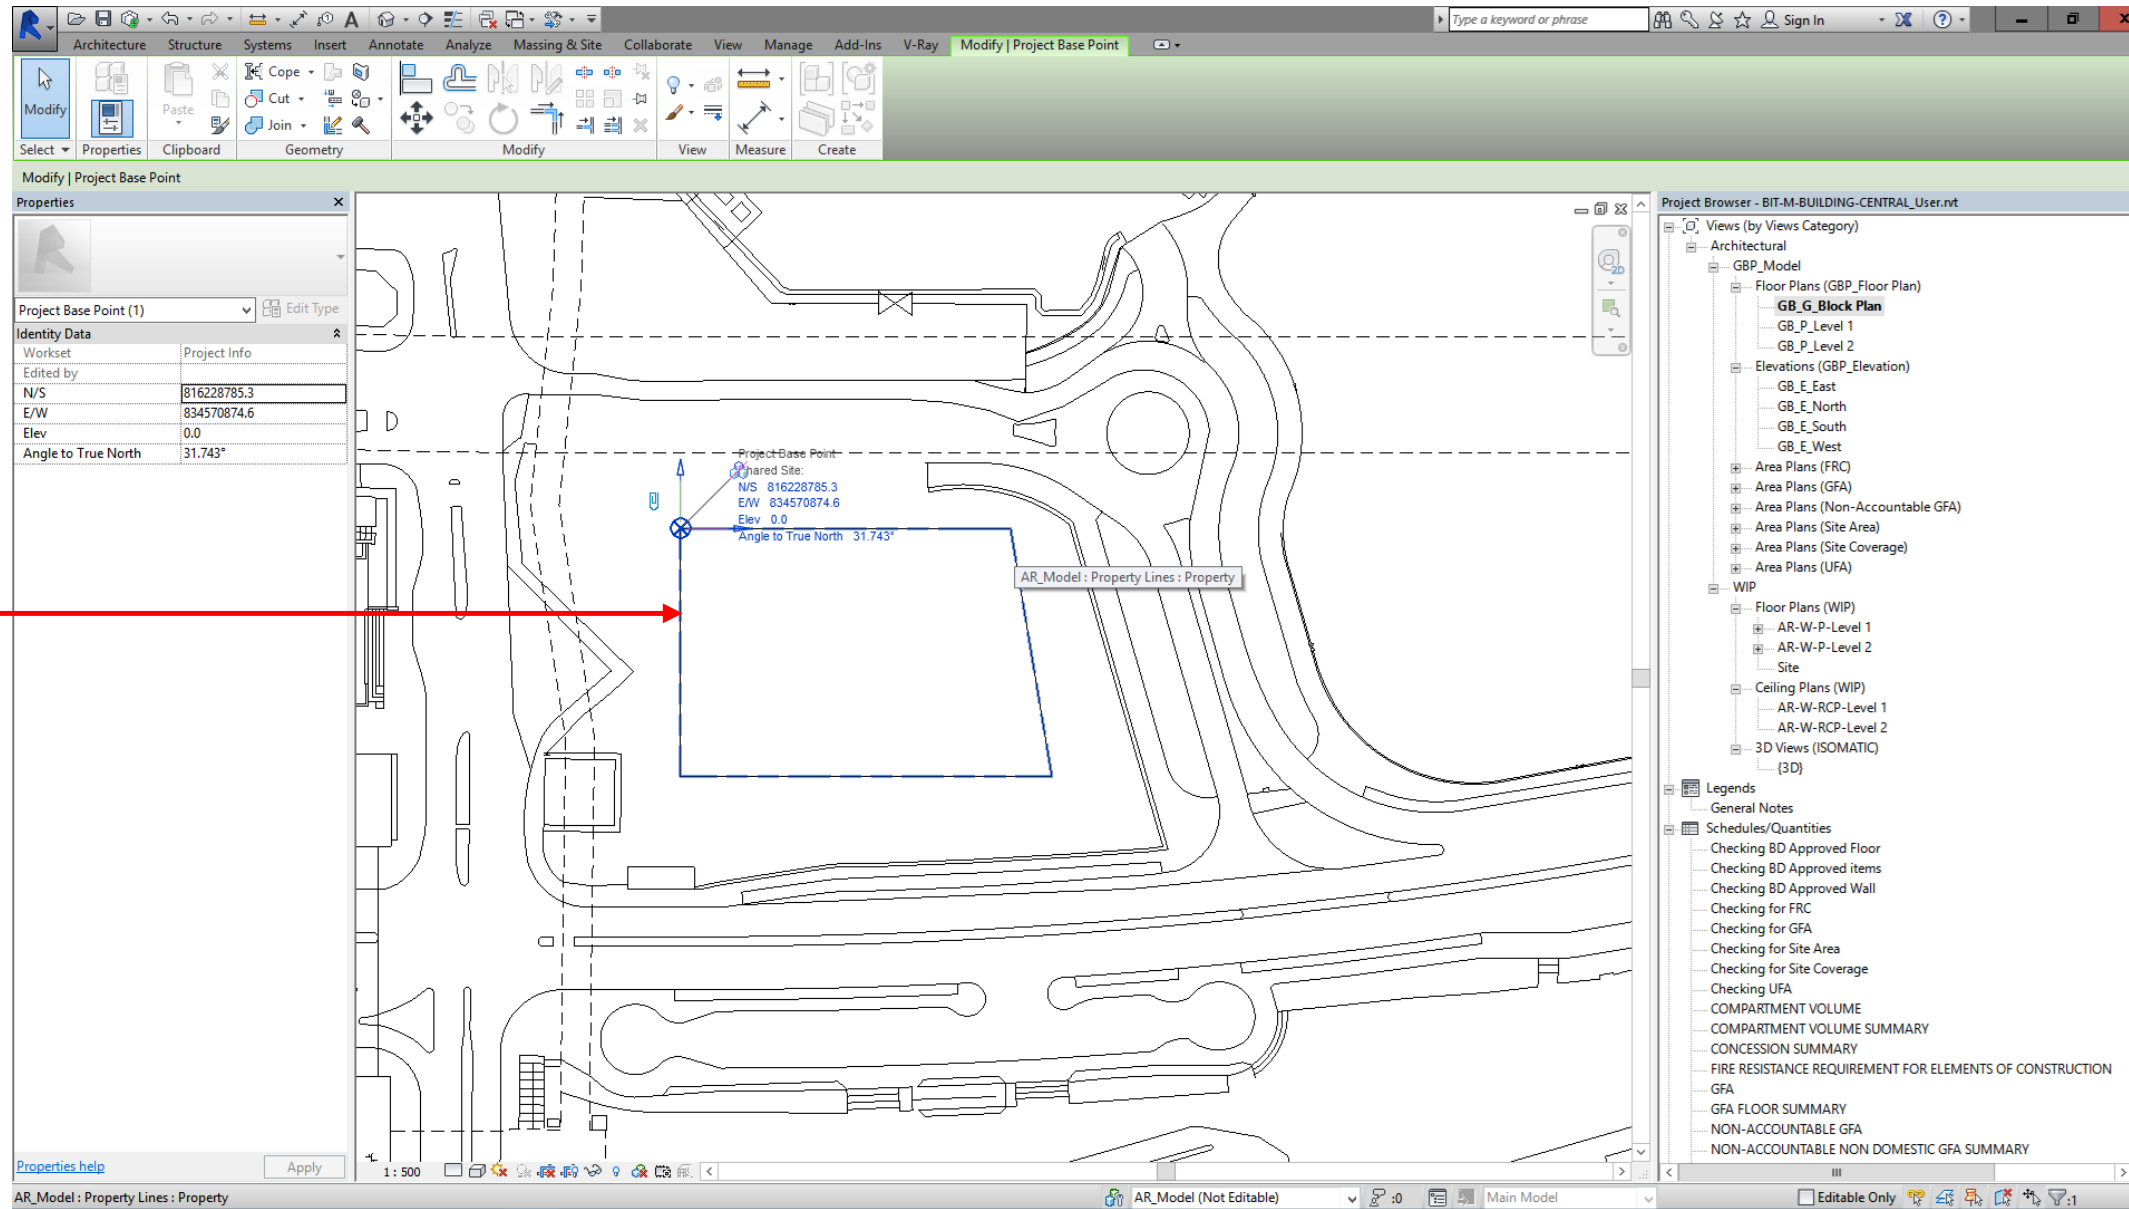 Type a keyword or phrase
Sign In
Architecture Structure Systems Insert Annotate Analyze Massing & Site Collaborate View Manage Add-Ins V-Ray Modify | Project Base Point
Modify
Paste
Cope
Cut
Join
Select Properties Clipboard Geometry Modify View Measure Create
Modify | Project Base Point
Properties
Project Base Point (1)
Edit Type
Identity Data
Workset Project Info
Edited by
N/S 816228785.3
E/W 834570874.6
Elev 0.0
Angle to True North 31.743°
Properties help
Apply
2D
Project Base Point
Shared Site:
N/S 816228785.3
E/W 834570874.6
Elev 0.0
Angle to True North 31.743°
AR_Model : Property Lines : Property
1 : 500
Project Browser - BIT-M-BUILDING-CENTRAL_User.rvt
Views (by Views Category)
Architectural
GBP_Model
Floor Plans (GBP_Floor Plan)
GB_G_Block Plan
GB_P_Level 1
GB_P_Level 2
Elevations (GBP_Elevation)
GB_E_East
GB_E_North
GB_E_South
GB_E_West
Area Plans (FRC)
Area Plans (GFA)
Area Plans (Non-Accountable GFA)
Area Plans (Site Area)
Area Plans (Site Coverage)
Area Plans (UFA)
WIP
Floor Plans (WIP)
AR-W-P-Level 1
AR-W-P-Level 2
Site
Ceiling Plans (WIP)
AR-W-RCP-Level 1
AR-W-RCP-Level 2
3D Views (ISOMATIC)
{3D}
Legends
General Notes
Schedules/Quantities
Checking BD Approved Floor
Checking BD Approved items
Checking BD Approved Wall
Checking for FRC
Checking for GFA
Checking for Site Area
Checking for Site Coverage
Checking UFA
COMPARTMENT VOLUME
COMPARTMENT VOLUME SUMMARY
CONCESSION SUMMARY
FIRE RESISTANCE REQUIREMENT FOR ELEMENTS OF CONSTRUCTION
GFA
GFA FLOOR SUMMARY
NON-ACCOUNTABLE GFA
NON-ACCOUNTABLE NON DOMESTIC GFA SUMMARY
AR_Model : Property Lines : Property
AR_Model (Not Editable)
:0
Main Model
Editable Only
:1